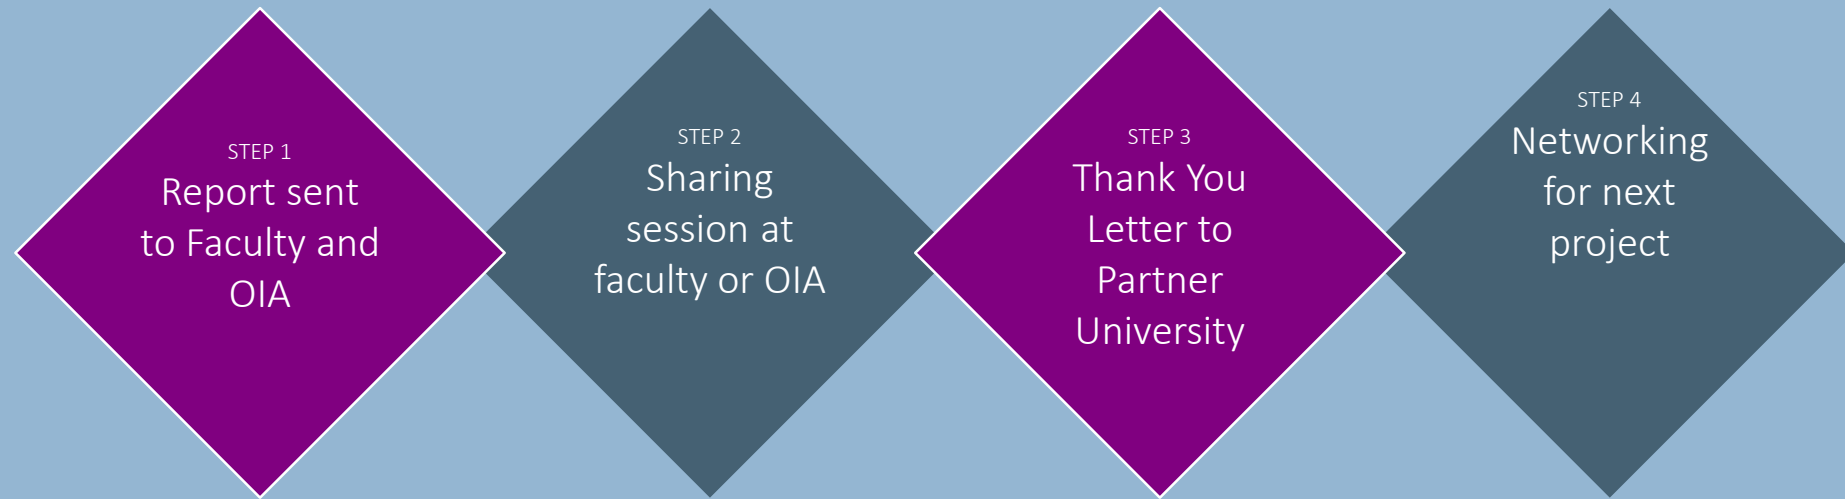 STEP 1
Report sent
to Faculty and
OIA
STEP 2
Sharing
session at
faculty or OIA
STEP 3
Thank You
Letter to
Partner
University
STEP 4
Networking
for next
project